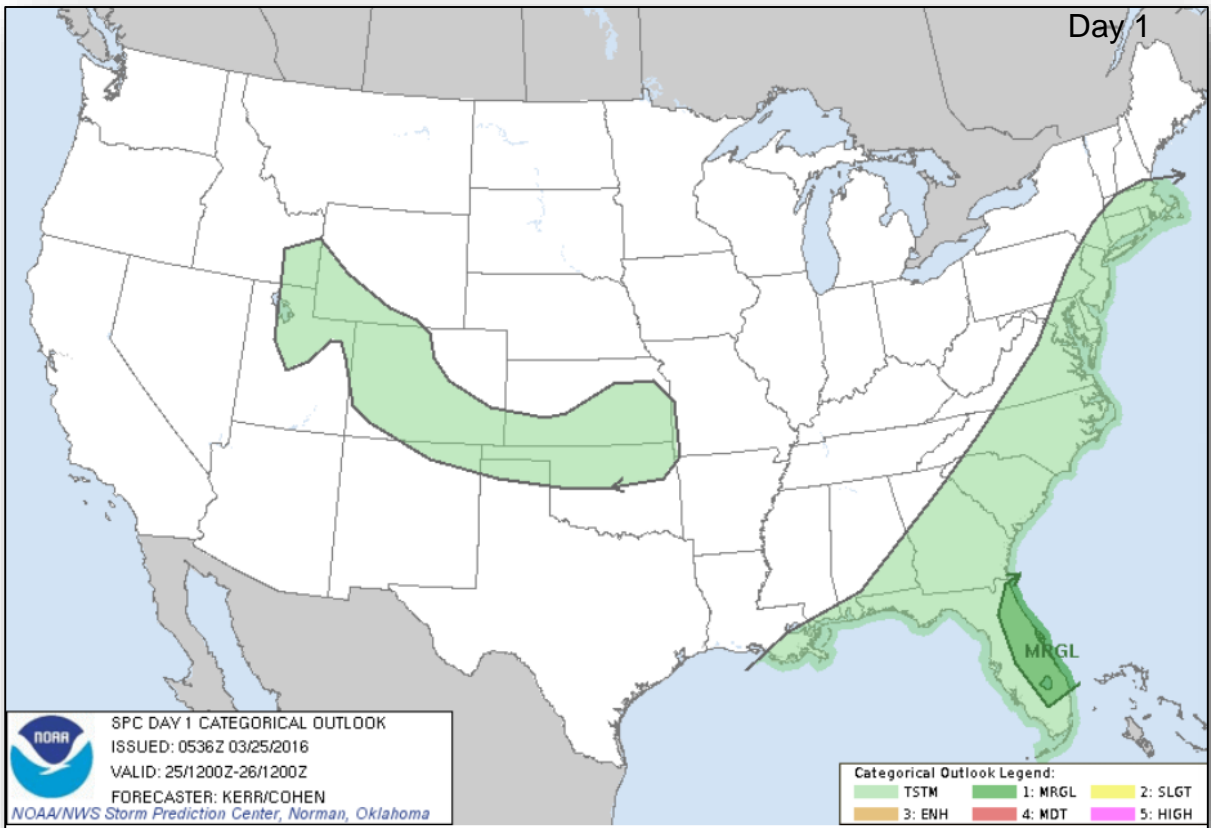 Day 1
MRGL
NOAA
SPC DAY 1 CATEGORICAL OUTLOOK
ISSUED: 0536Z 03/25/2016
VALID: 25/1200Z-26/1200Z
FORECASTER: KERR/COHEN
NOAA/NWS Storm Prediction Center, Norman, Oklahoma
Categorical Outlook Legend:
TSTM 1: MRGL 2: SLGT
3: ENH 4: MDT 5: HIGH